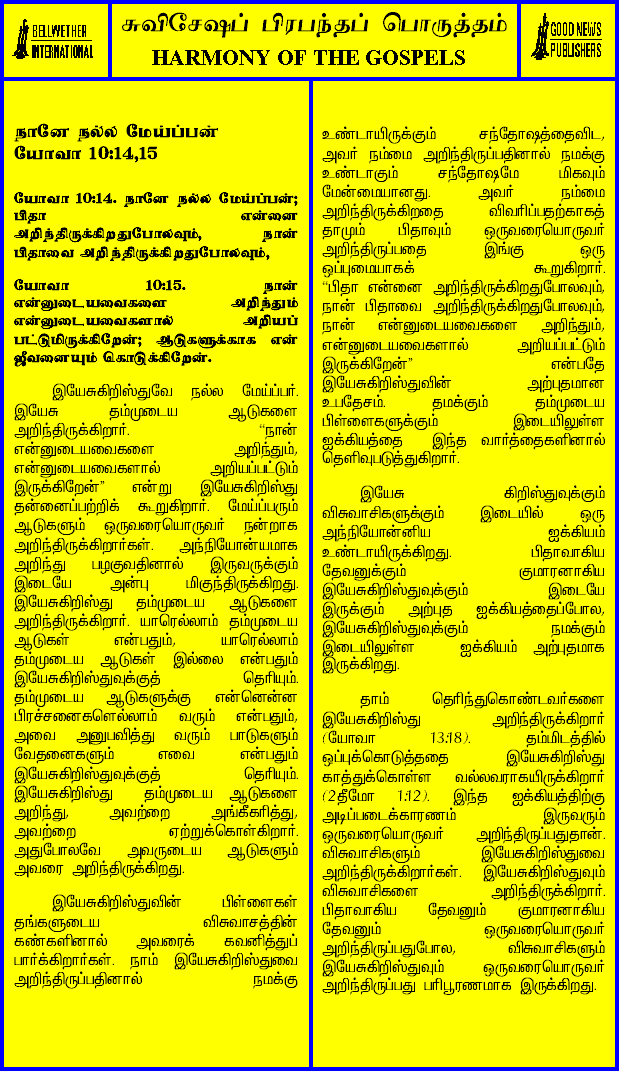 BELLWETHER
INTERNATIONAL
சுவிசேஷப் பிரபந்தப் பொருத்தம்
HARMONY OF THE GOSPELS
GOOD NEWS
PUBLISHERS
நானே நல்ல மேய்ப்பன்
யோவா 10:14,15
யோவா 10:14. நானே நல்ல மேய்ப்பன்;
பிதா என்னை
அறிந்திருக்கிறதுபோலவும், நான்
பிதாவை அறிந்திருக்கிறதுபோலவும்,
யோவா 10:15. நான்
என்னுடையவைகளை அறிந்தும்
என்னுடையவைகளால் அறியப்
பட்டுமிருக்கிறேன்; ஆடுகளுக்காக என்
ஜீவனையும் கொடுக்கிறேன்.
இயேசுகிறிஸ்துவே நல்ல மேய்ப்பர்.
இயேசு தம்முடைய ஆடுகளை
அறிந்திருக்கிறார். “நான்
என்னுடையவைகளை அறிந்தும்,
என்னுடையவைகளால் அறியப்பட்டும்
இருக்கிறேன்” என்று இயேசுகிறிஸ்து
தன்னைப்பற்றிக் கூறுகிறார். மேய்ப்பரும்
ஆடுகளும் ஒருவரையொருவர் நன்றாக
அறிந்திருக்கிறார்கள். அந்நியோன்யமாக
அறிந்து பழகுவதினால் இருவருக்கும்
இடையே அன்பு மிகுந்திருக்கிறது.
இயேசுகிறிஸ்து தம்முடைய ஆடுகளை
அறிந்திருக்கிறார். யாரெல்லாம் தம்முடைய
ஆடுகள் என்பதும், யாரெல்லாம்
தம்முடைய ஆடுகள் இல்லை என்பதும்
இயேசுகிறிஸ்துவுக்குத் தெரியும்.
தம்முடைய ஆடுகளுக்கு என்னென்ன
பிரச்சனைகளெல்லாம் வரும் என்பதும்,
அவை அனுபவித்து வரும் பாடுகளும்
வேதனைகளும் எவை என்பதும்
இயேசுகிறிஸ்துவுக்குத் தெரியும்.
இயேசுகிறிஸ்து தம்முடைய ஆடுகளை
அறிந்து, அவற்றை அங்கீகரித்து,
அவற்றை ஏற்றுக்கொள்கிறார்.
அதுபோலவே அவருடைய ஆடுகளும்
அவரை அறிந்திருக்கிறது.
இயேசுகிறிஸ்துவின் பிள்ளைகள்
தங்களுடைய விசுவாசத்தின்
கண்களினால் அவரைக் கவனித்துப்
பார்க்கிறார்கள். நாம் இயேசுகிறிஸ்துவை
அறிந்திருப்பதினால் நமக்கு
உண்டாயிருக்கும் சந்தோஷத்தைவிட,
அவர் நம்மை அறிந்திருப்பதினால் நமக்கு
உண்டாகும் சந்தோஷமே மிகவும்
மேன்மையானது. அவர் நம்மை
அறிந்திருக்கிறதை விவரிப்பதற்காகத்
தாமும் பிதாவும் ஒருவரையொருவர்
அறிந்திருப்பதை இங்கு ஒரு
ஒப்புமையாகக் கூறுகிறார்.
“பிதா என்னை அறிந்திருக்கிறதுபோலவும்,
நான் பிதாவை அறிந்திருக்கிறதுபோலவும்,
நான் என்னுடையவைகளை அறிந்தும்,
என்னுடையவைகளால் அறியப்பட்டும்
இருக்கிறேன்” என்பதே
இயேசுகிறிஸ்துவின் அற்புதமான
உபதேசம். தமக்கும் தம்முடைய
பிள்ளைகளுக்கும் இடையிலுள்ள
ஐக்கியத்தை இந்த வார்த்தைகளினால்
தெளிவுபடுத்துகிறார்.
இயேசு கிறிஸ்துவுக்கும்
விசுவாசிகளுக்கும் இடையில் ஒரு
அந்நியோன்னிய ஐக்கியம்
உண்டாயிருக்கிறது. பிதாவாகிய
தேவனுக்கும் குமாரனாகிய
இயேசுகிறிஸ்துவுக்கும் இடையே
இருக்கும் அற்புத ஐக்கியத்தைப்போல,
இயேசுகிறிஸ்துவுக்கும் நமக்கும்
இடையிலுள்ள ஐக்கியம் அற்புதமாக
இருக்கிறது.
தாம் தெரிந்துகொண்டவர்களை
இயேசுகிறிஸ்து அறிந்திருக்கிறார்
(யோவா 13:18). தம்மிடத்தில்
ஒப்புக்கொடுத்ததை இயேசுகிறிஸ்து
காத்துக்கொள்ள வல்லவராகயிருக்கிறார்
(2தீமோ 1:12). இந்த ஐக்கியத்திற்கு
அடிப்படைக்காரணம் இருவரும்
ஒருவரையொருவர் அறிந்திருப்பதுதான்.
விசுவாசிகளும் இயேசுகிறிஸ்துவை
அறிந்திருக்கிறார்கள். இயேசுகிறிஸ்துவும்
விசுவாசிகளை அறிந்திருக்கிறார்.
பிதாவாகிய தேவனும் குமாரனாகிய
தேவனும் ஒருவரையொருவர்
அறிந்திருப்பதுபோல, விசுவாசிகளும்
இயேசுகிறிஸ்துவும் ஒருவரையொருவர்
அறிந்திருப்பது பரிபூரணமாக இருக்கிறது.